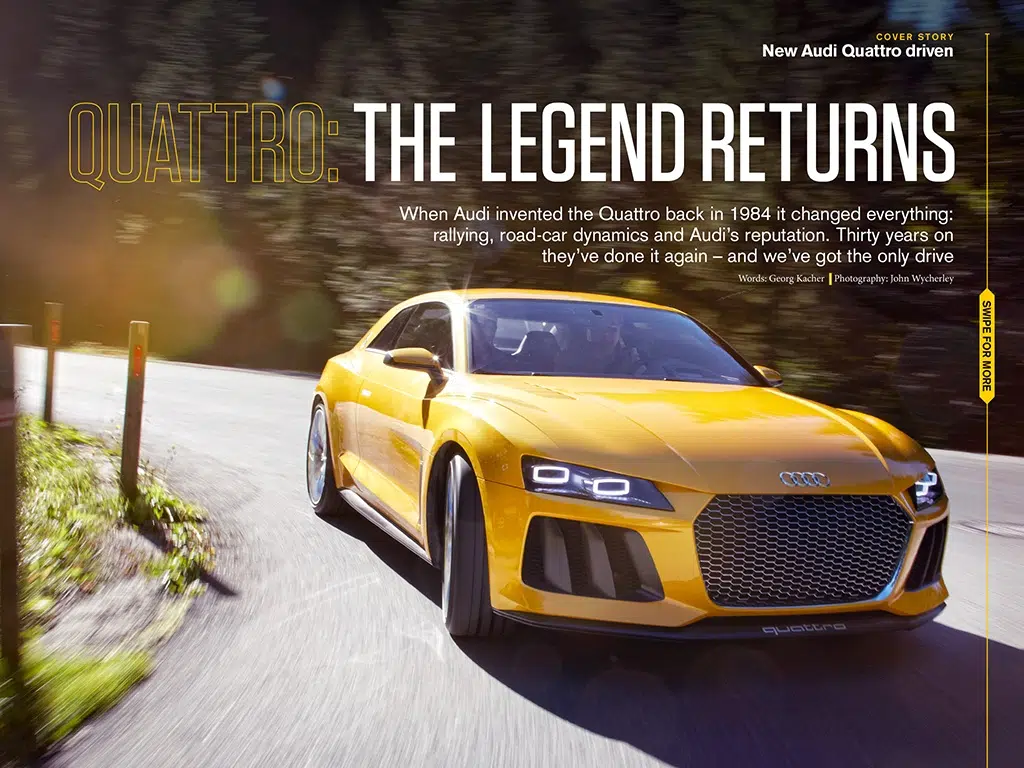 COVER STORY
New Audi Quattro driven
QUATTRO: THE LEGEND RETURNS
When Audi invented the Quattro back in 1984 it changed everything:
rallying, road-car dynamics and Audi's reputation. Thirty years on
they've done it again – and we've got the only drive
Words: Georg Kacher | Photography: John Wycherley
SWIPE FOR MORE
quattro